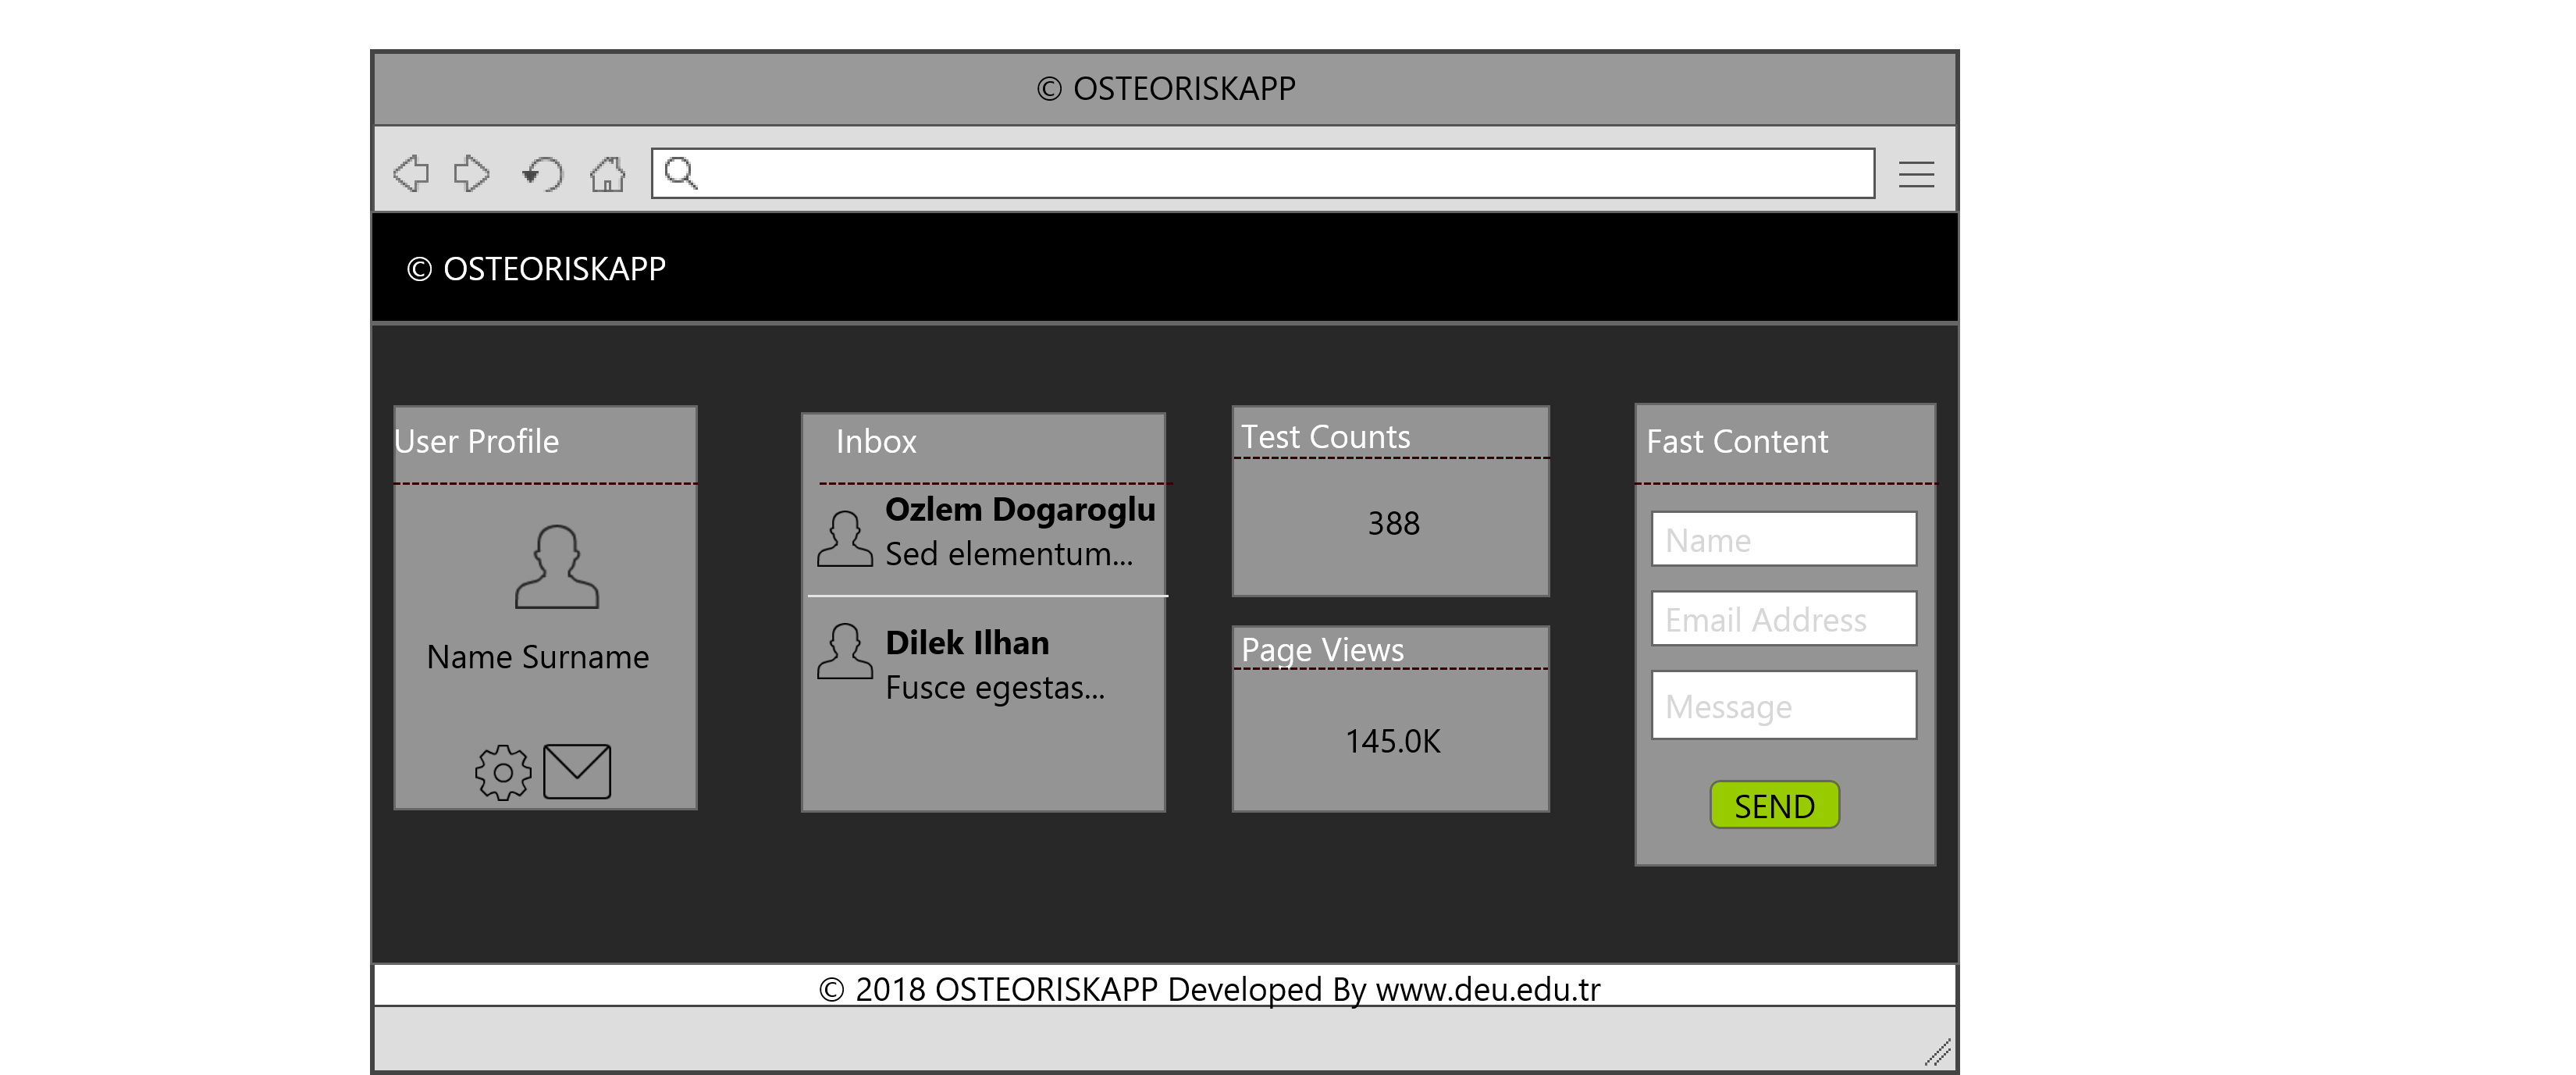 © OSTEORISKAPP
© OSTEORISKAPP
User Profile
Name Surname
Inbox
Ozlem Dogaroglu
Sed elementum...
Dilek Ilhan
Fusce egestas...
Test Counts
388
Page Views
145.0K
Fast Content
Name
Email Address
Message
SEND
© 2018 OSTEORISKAPP Developed By www.deu.edu.tr